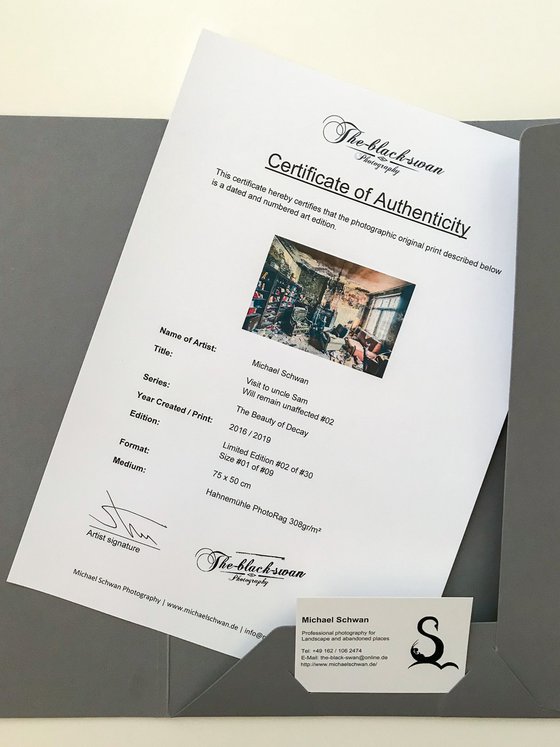 The-black-swan
Photography
Certificate of Authenticity
This certificate hereby certifies that the photographic original print described below
is a dated and numbered art edition.
Name of Artist: Michael Schwan
Title: Visit to uncle Sam
Will remain unaffected #02
Series: The Beauty of Decay
Year Created / Print: 2016 / 2019
Edition: Limited Edition #02 of #30
Size #01 of #09
Format: 75 x 50 cm
Medium: Hahnemühle PhotoRag 308gr/m²
Artist signature
The-black-swan
Photography
Michael Schwan Photography | www.michaelschwan.de |
Michael Schwan
Professional photography for
Landscape and abandoned places
Tel: +49 162 / 106 2474
E-Mail: the-black-swan@online.de
http://www.michaelschwan.de/